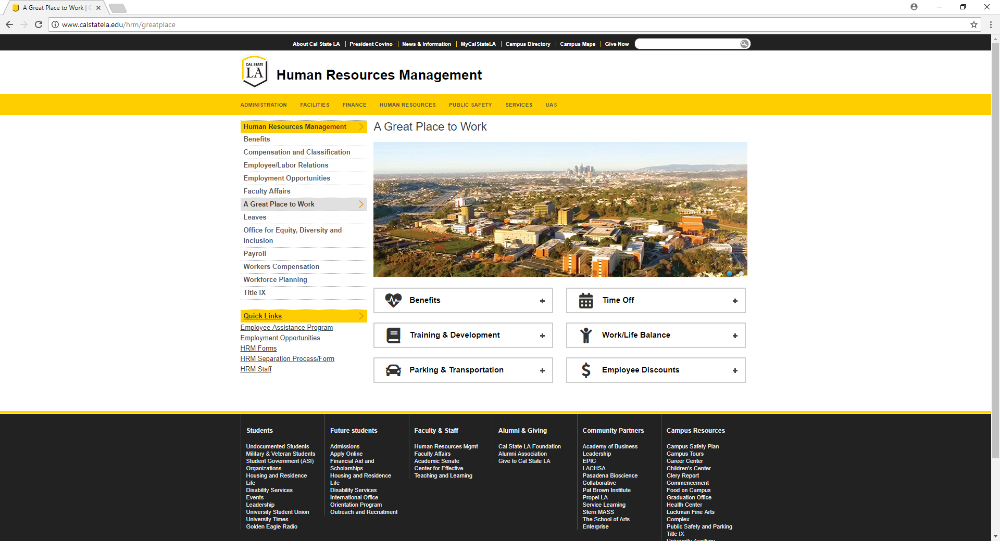 A Great Place to Work |
www.calstatela.edu/hrm/greatplace
About Cal State LA | President Covino | News & Information | MyCalStateLA | Campus Directory | Campus Maps | Give Now
CAL STATE
LA
Human Resources Management
ADMINISTRATION FACILITIES FINANCE HUMAN RESOURCES PUBLIC SAFETY SERVICES UAS
Human Resources Management
Benefits
Compensation and Classification
Employee/Labor Relations
Employment Opportunities
Faculty Affairs
A Great Place to Work
Leaves
Office for Equity, Diversity and
Inclusion
Payroll
Workers Compensation
Workforce Planning
Title IX
Quick Links
Employee Assistance Program
Employment Opportunities
HRM Forms
HRM Separation Process/Form
HRM Staff
A Great Place to Work
Benefits +
Time Off +
Training & Development +
Work/Life Balance +
Parking & Transportation +
$ Employee Discounts +
Students
Undocumented Students
Military & Veteran Students
Student Government (ASI)
Organizations
Housing and Residence
Life
Disability Services
Events
Leadership
University Student Union
University Times
Golden Eagle Radio
Future students
Admissions
Apply Online
Financial Aid and
Scholarships
Housing and Residence
Life
Disability Services
International Office
Orientation Program
Outreach and Recruitment
Faculty & Staff
Human Resources Mgmt
Faculty Affairs
Academic Senate
Center for Effective
Teaching and Learning
Alumni & Giving
Cal State LA Foundation
Alumni Association
Give to Cal State LA
Community Partners
Academy of Business
Leadership
EPIC
LACHSA
Pasadena Bioscience
Collaborative
Pat Brown Institute
Propel LA
Service Learning
Stern MASS
The School of Arts
Enterprise
Campus Resources
Campus Safety Plan
Campus Tours
Career Center
Children's Center
Clery Report
Commencement
Food on Campus
Graduation Office
Health Center
Luckman Fine Arts
Complex
Public Safety and Parking
Title IX
University Auxiliary